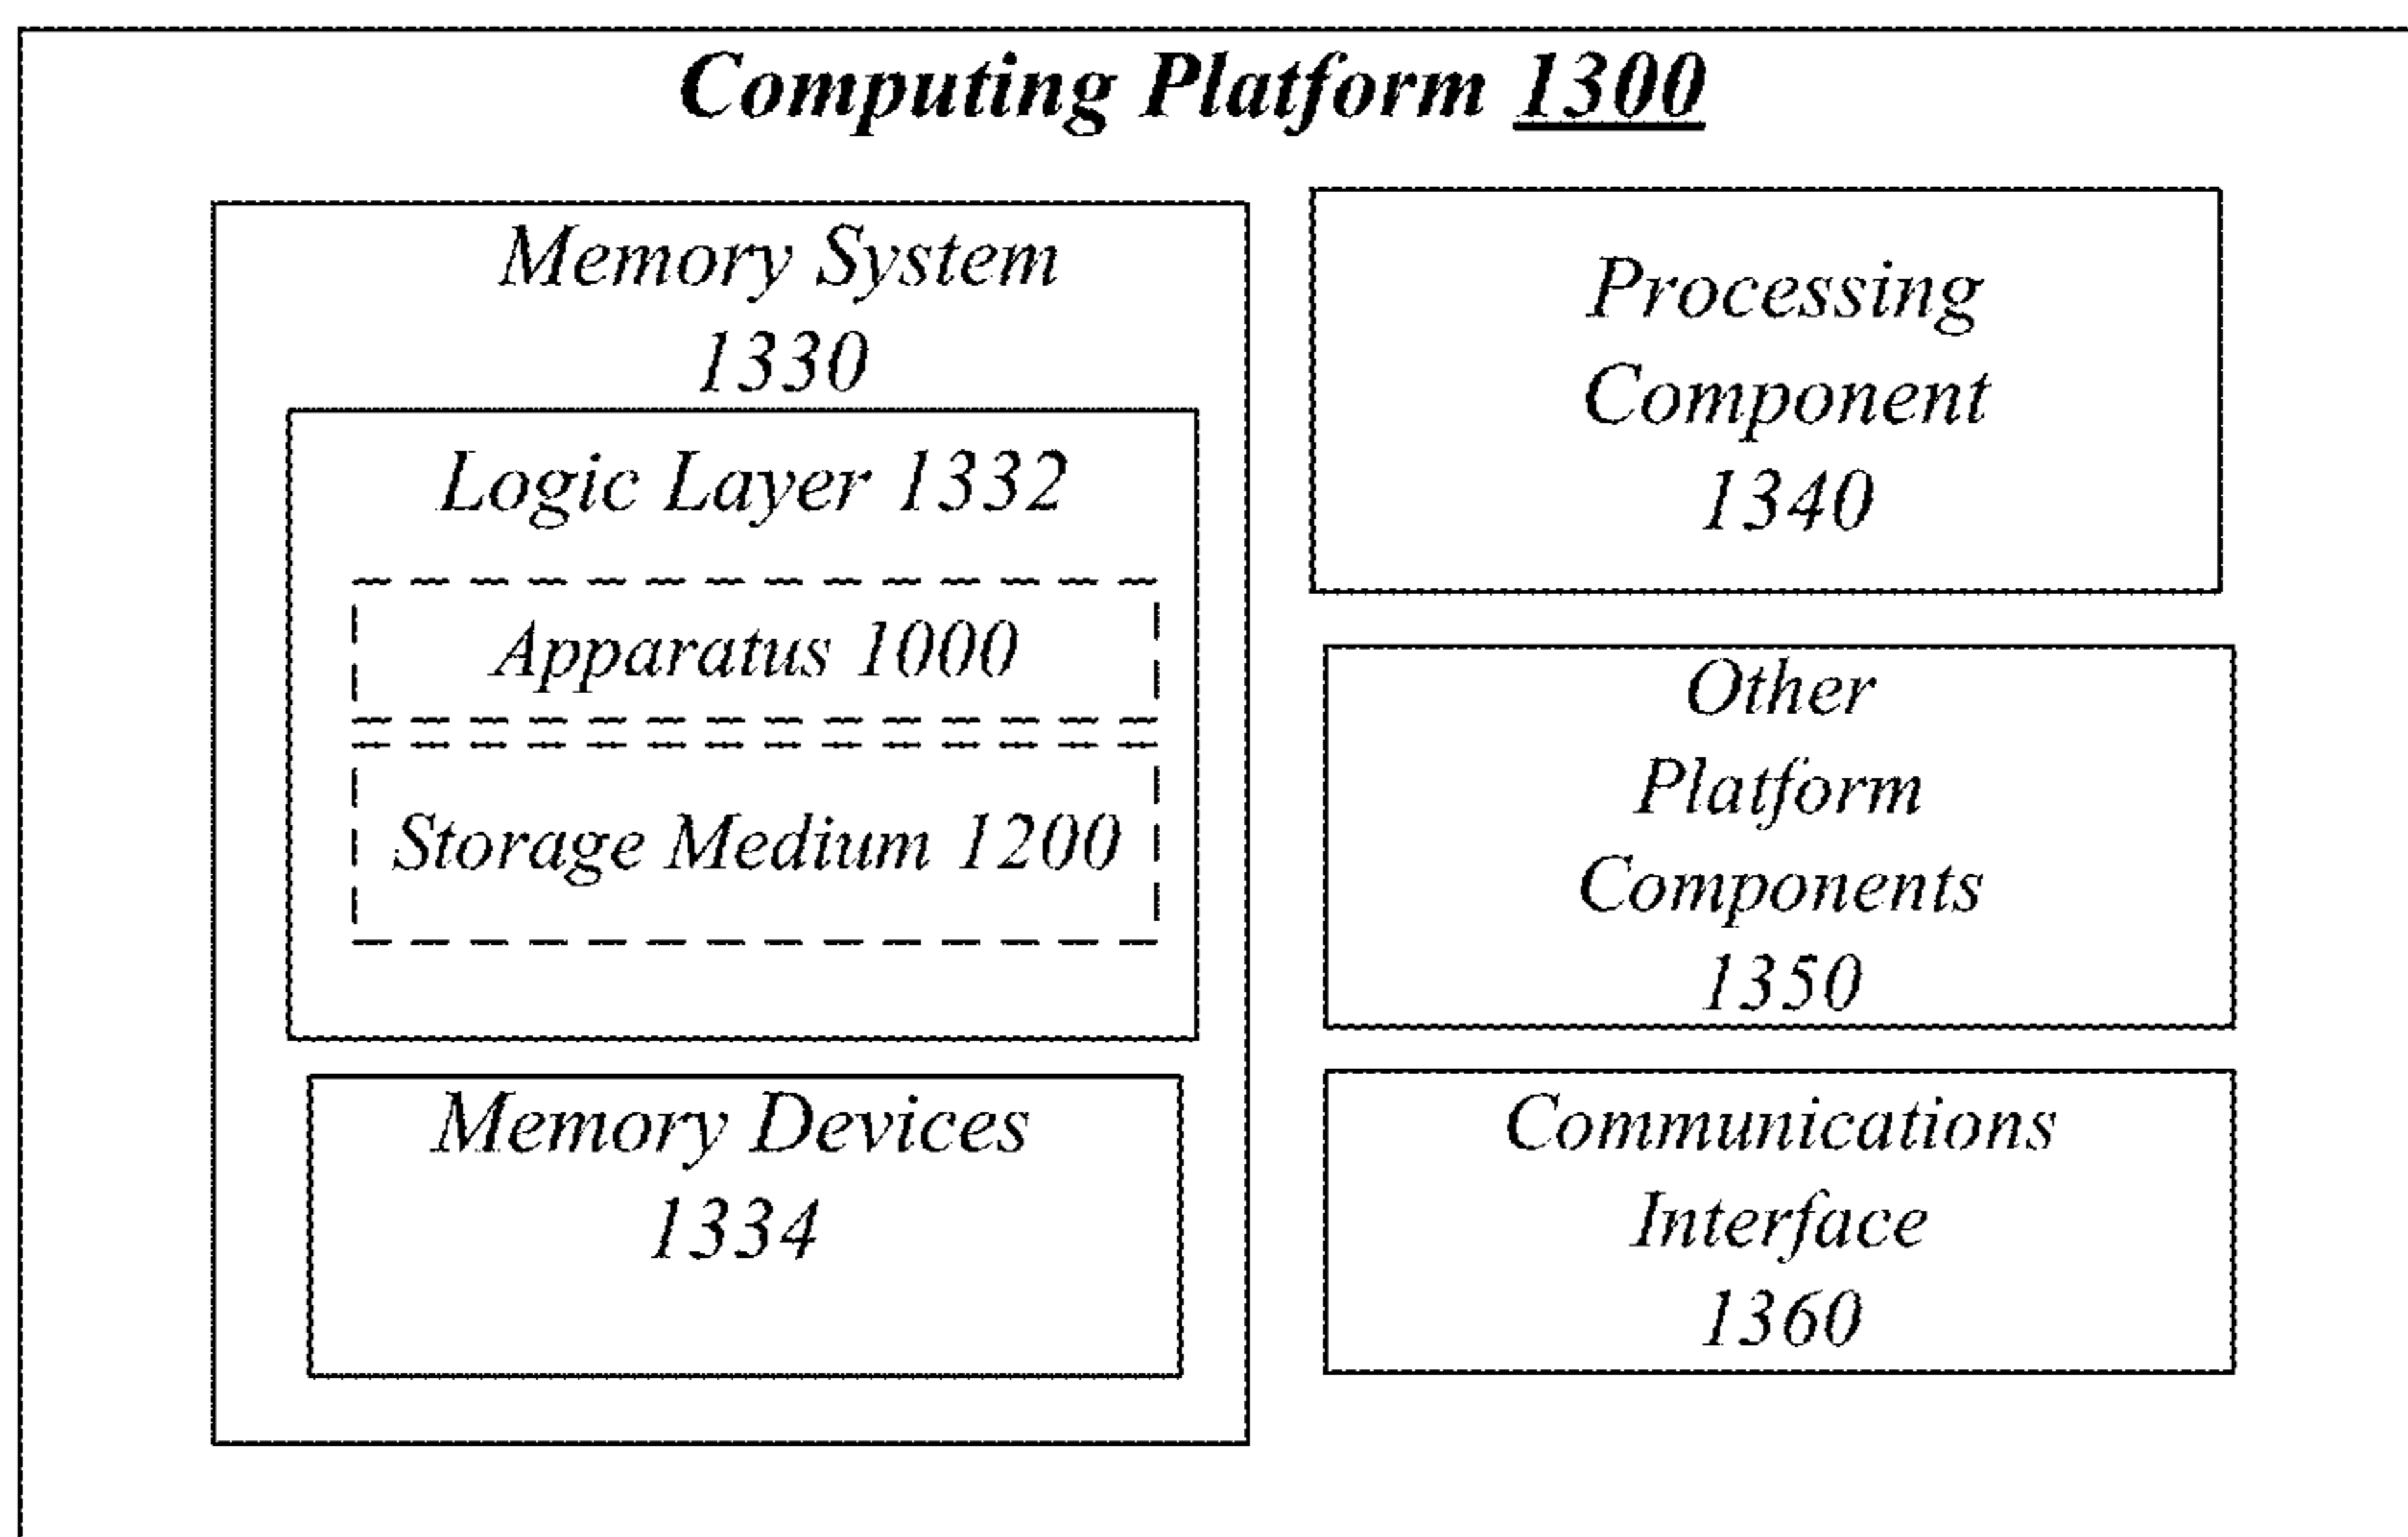 Computing Platform 1300
Memory System
1330
Logic Layer 1332
Apparatus 1000
Storage Medium 1200
Memory Devices
1334
Processing
Component
1340
Other
Platform
Components
1350
Communications
Interface
1360